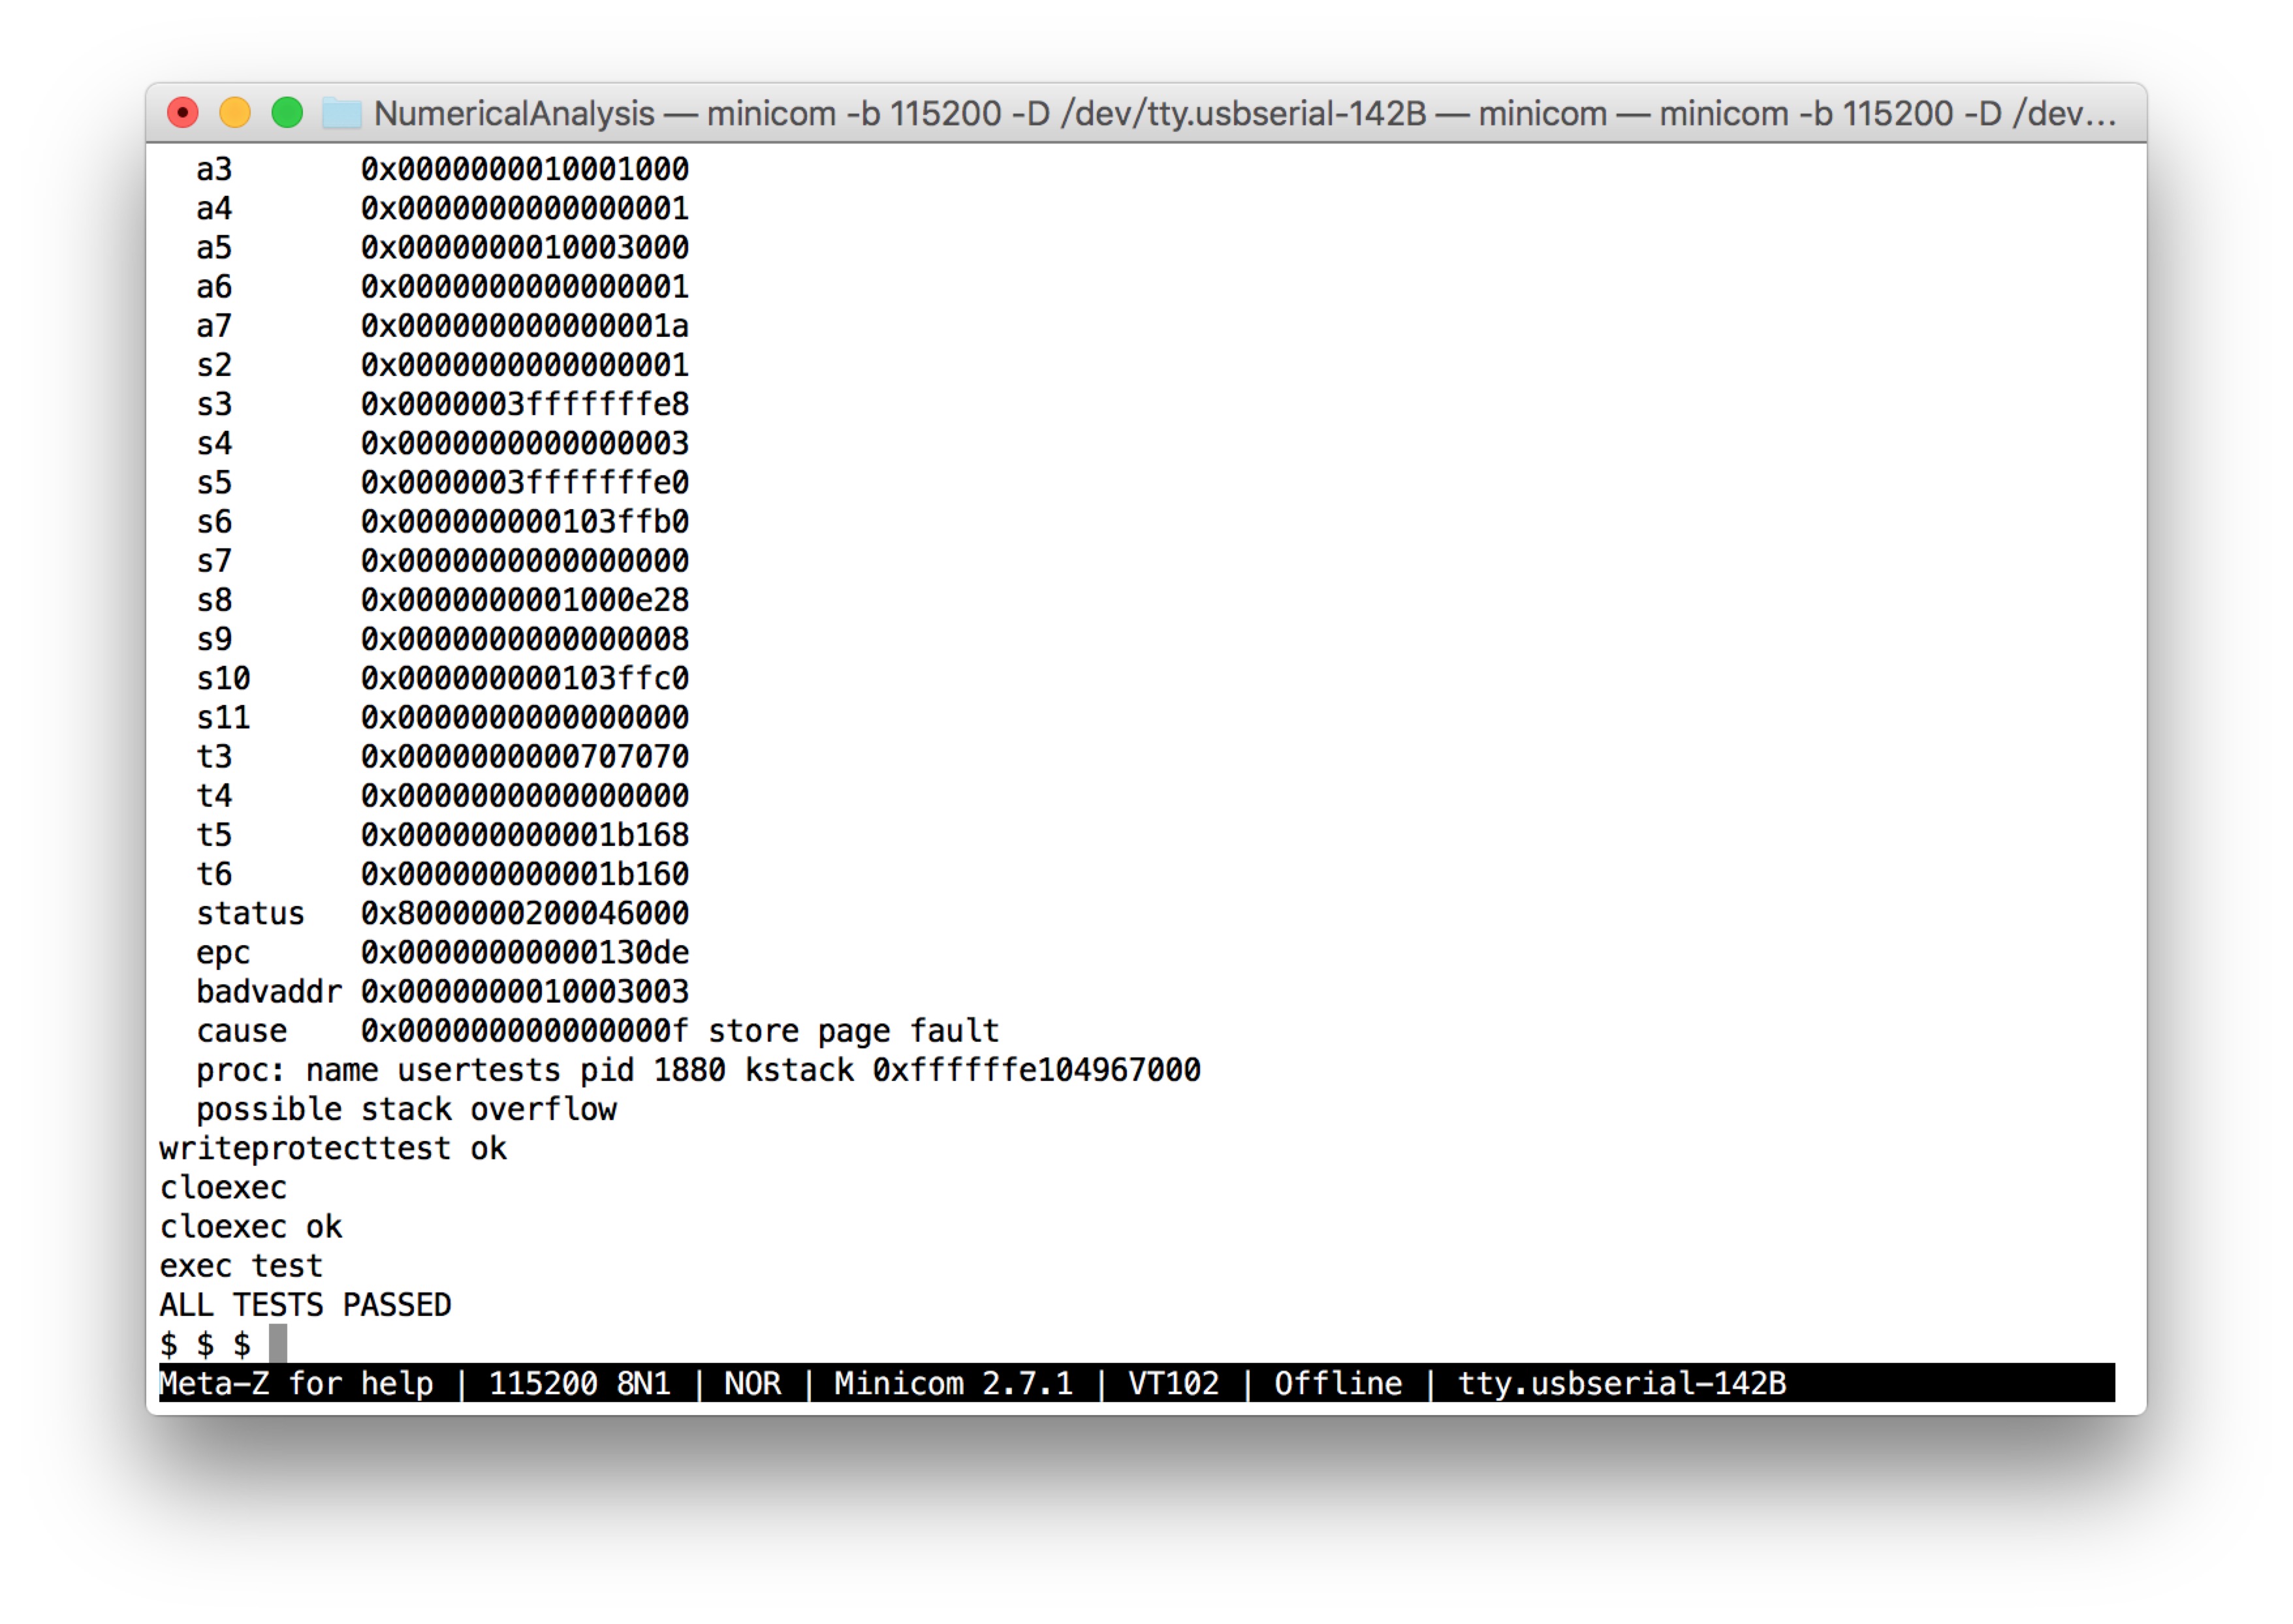 NumericalAnalysis — minicom -b 115200 -D /dev/tty.usbserial-142B — minicom — minicom -b 115200 -D /dev…
a3 0x0000000010001000
a4 0x0000000000000001
a5 0x0000000010003000
a6 0x0000000000000001
a7 0x000000000000001a
s2 0x0000000000000001
s3 0x0000003fffffffe8
s4 0x0000000000000003
s5 0x0000003fffffffe0
s6 0x000000000103ffb0
s7 0x0000000000000000
s8 0x0000000001000e28
s9 0x0000000000000008
s10 0x000000000103ffc0
s11 0x0000000000000000
t3 0x0000000000707070
t4 0x0000000000000000
t5 0x000000000001b168
t6 0x000000000001b160
status 0x8000000200046000
epc 0x00000000000130de
badvaddr 0x0000000010003003
cause 0x000000000000000f store page fault
proc: name usertests pid 1880 kstack 0xffffffe104967000
possible stack overflow
writeprotecttest ok
cloexec
cloexec ok
exec test
ALL TESTS PASSED
$ $ $
Meta-Z for help | 115200 8N1 | NOR | Minicom 2.7.1 | VT102 | Offline | tty.usbserial-142B